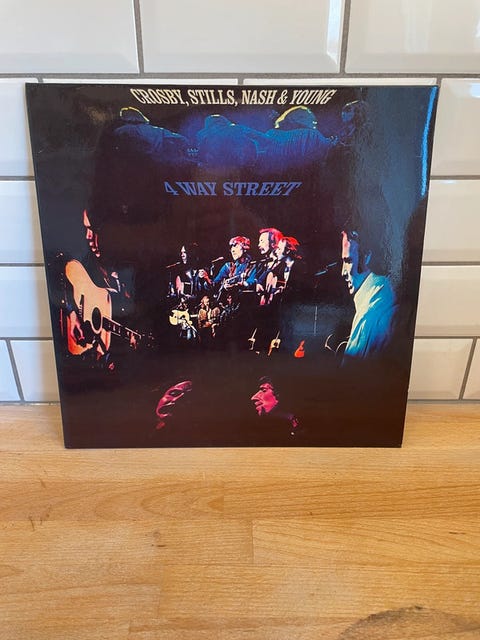 CROSBY, STILLS, NASH & YOUNG
4 WAY STREET